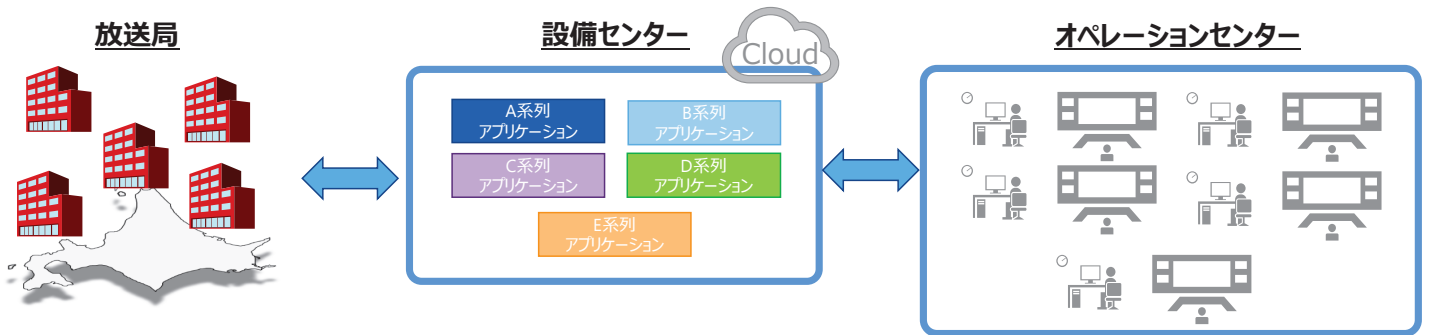 放送局
設備センター
Cloud
オペレーションセンター
A系列
アプリケーション
B系列
アプリケーション
C系列
アプリケーション
D系列
アプリケーション
E系列
アプリケーション